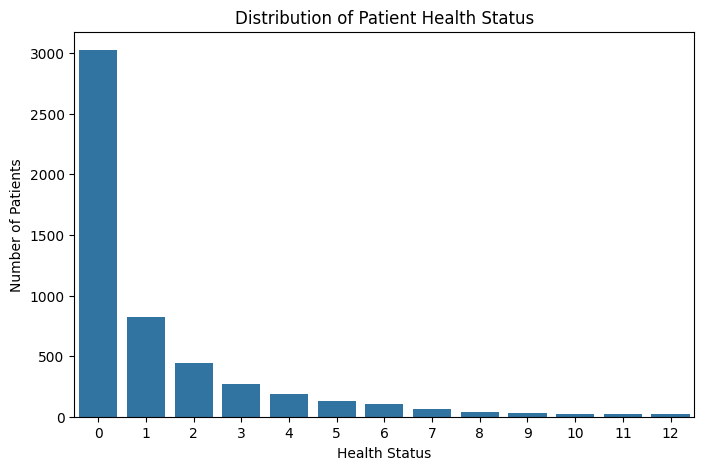 Distribution of Patient Health Status
3000
2500
2000
1500
1000
500
0
Number of Patients
0 1 2 3 4 5 6 7 8 9 10 11 12
Health Status